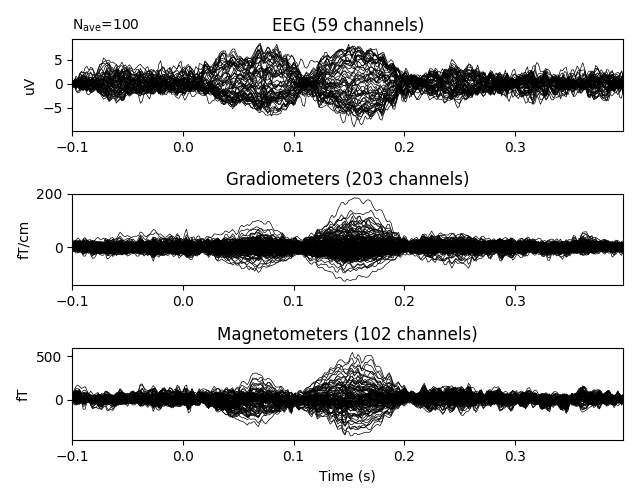 Nave=100
EEG (59 channels)
uV
5
0
−5
−0.1 0.0 0.1 0.2 0.3
Gradiometers (203 channels)
fT/cm
200
0
−0.1 0.0 0.1 0.2 0.3
Magnetometers (102 channels)
fT
500
0
−0.1 0.0 0.1 0.2 0.3
Time (s)